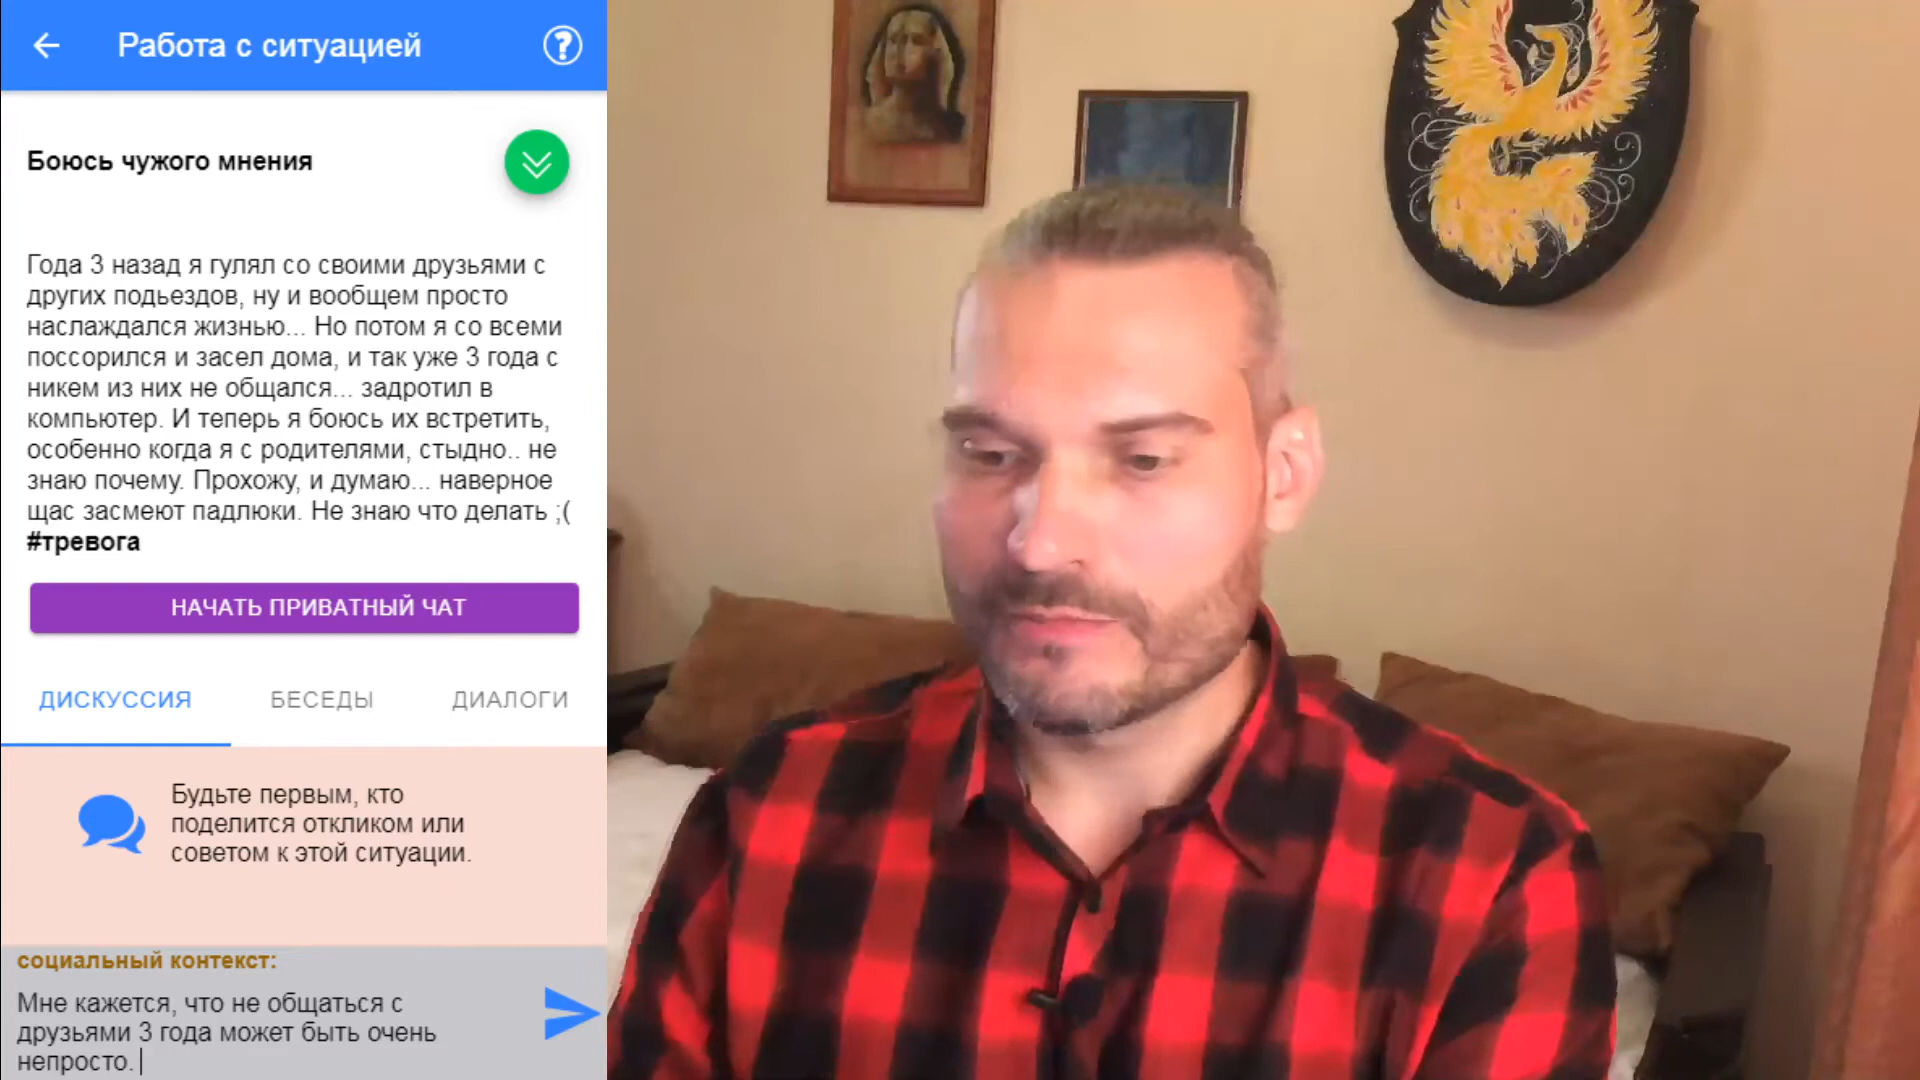 Работа с ситуацией
?
Боюсь чужого мнения
Года 3 назад я гулял со своими друзьями с
других подьездов, ну и вообщем просто
наслаждался жизнью... Но потом я со всеми
поссорился и засел дома, и так уже 3 года с
никем из них не общался... задротил в
компьютер. И теперь я боюсь их встретить,
особенно когда я с родителями, стыдно.. не
знаю почему. Прохожу, и думаю... наверное
щас засмеют падлюки. Не знаю что делать ;(
#тревога
НАЧАТЬ ПРИВАТНЫЙ ЧАТ
ДИСКУССИЯ БЕСЕДЫ ДИАЛОГИ
Будьте первым, кто
поделится откликом или
советом к этой ситуации.
социальный контекст:
Мне кажется, что не общаться с
друзьями 3 года может быть очень
непросто.